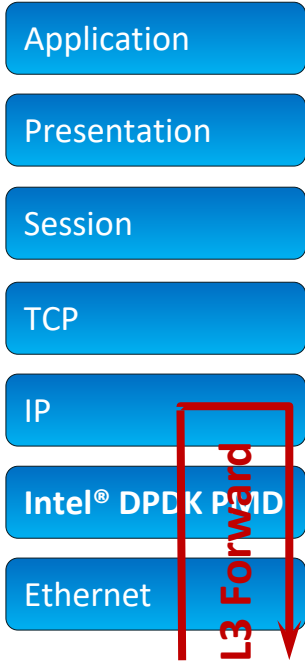 Application
Presentation
Session
TCP
IP
Intel® DPDK PMD
Ethernet
L3 Forward